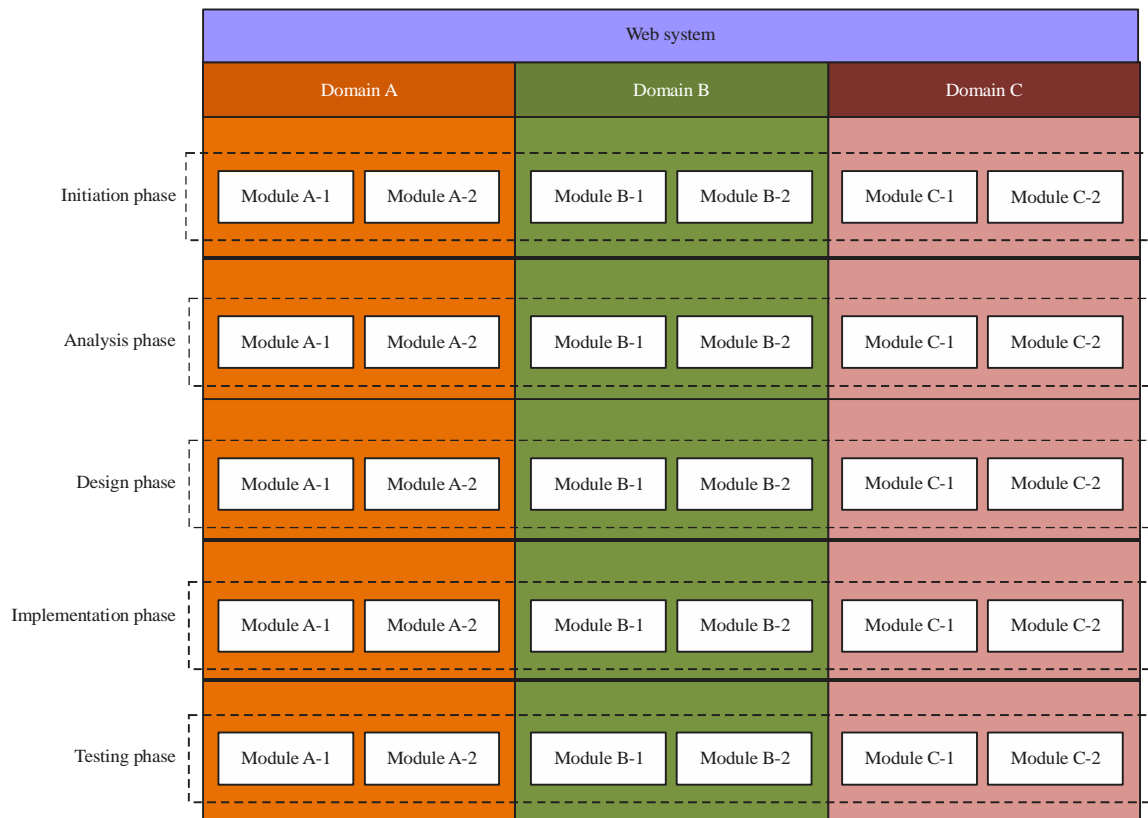 Web system
Domain A Domain B Domain C
Initiation phase Module A-1 Module A-2 Module B-1 Module B-2 Module C-1 Module C-2
Analysis phase Module A-1 Module A-2 Module B-1 Module B-2 Module C-1 Module C-2
Design phase Module A-1 Module A-2 Module B-1 Module B-2 Module C-1 Module C-2
Implementation phase Module A-1 Module A-2 Module B-1 Module B-2 Module C-1 Module C-2
Testing phase Module A-1 Module A-2 Module B-1 Module B-2 Module C-1 Module C-2